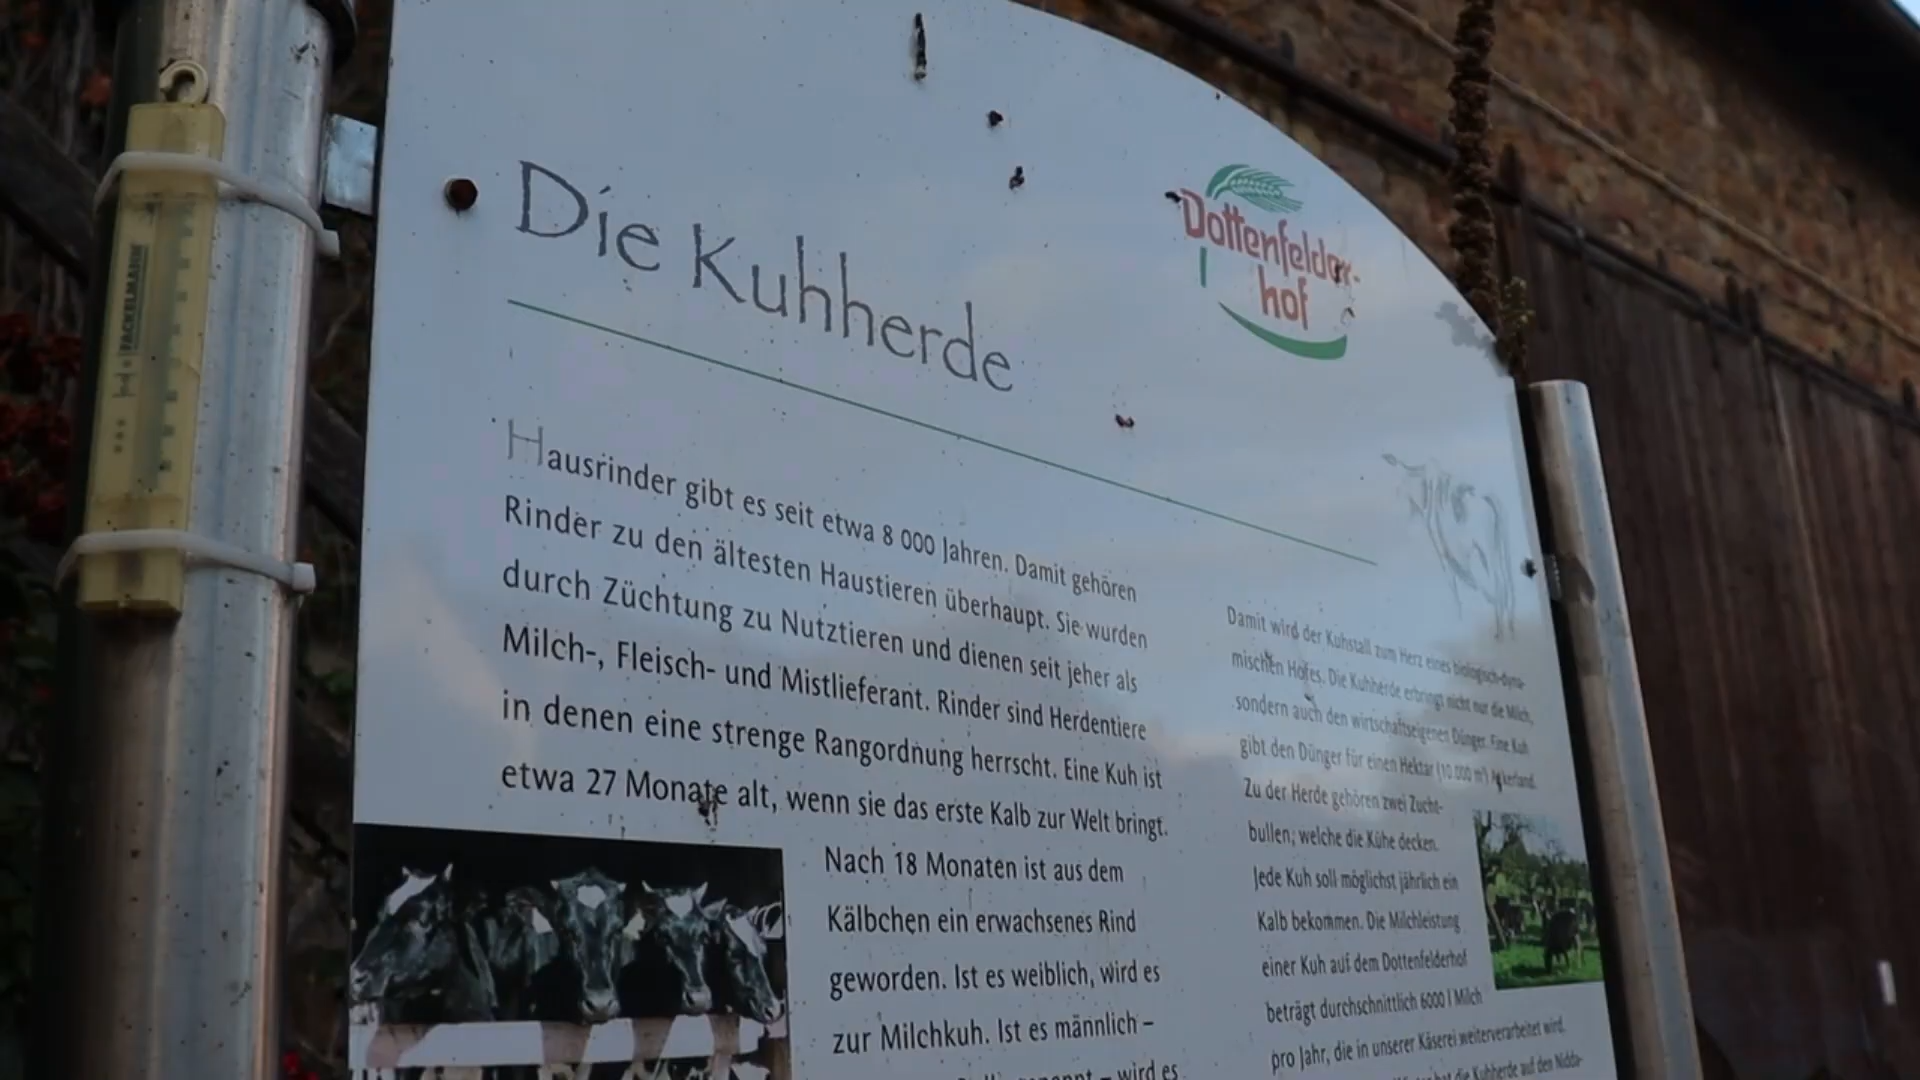 Die Kuhherde
Dottenfelder-
hof
Hausrinder gibt es seit etwa 8 000 Jahren. Damit gehören
Rinder zu den ältesten Haustieren überhaupt. Sie wurden
durch Züchtung zu Nutztieren und dienen seit jeher als
Milch-, Fleisch- und Mistlieferant. Rinder sind Herdentiere
in denen eine strenge Rangordnung herrscht. Eine Kuh ist
etwa 27 Monate alt, wenn sie das erste Kalb zur Welt bringt.
Nach 18 Monaten ist aus dem
Kälbchen ein erwachsenes Rind
geworden. Ist es weiblich, wird es
zur Milchkuh. Ist es männlich –
– wird es
Damit wird der Kuhstall zum Herz eines biologisch-dyna-
mischen Hofes. Die Kuhherde erbringt nicht nur die Milch,
sondern auch den wirtschaftseigenen Dünger. Eine Kuh
gibt den Dünger für einen Hektar (10.000 m²) Ackerland.
Zu der Herde gehören zwei Zucht-
bullen, welche die Kühe decken.
Jede Kuh soll möglichst jährlich ein
Kalb bekommen. Die Milchleistung
einer Kuh auf dem Dottenfelderhof
beträgt durchschnittlich 6000 l Milch
pro Jahr, die in unserer Käserei weiterverarbeitet wird.
die Kuhherde auf den Nidda-
FACKELMANN